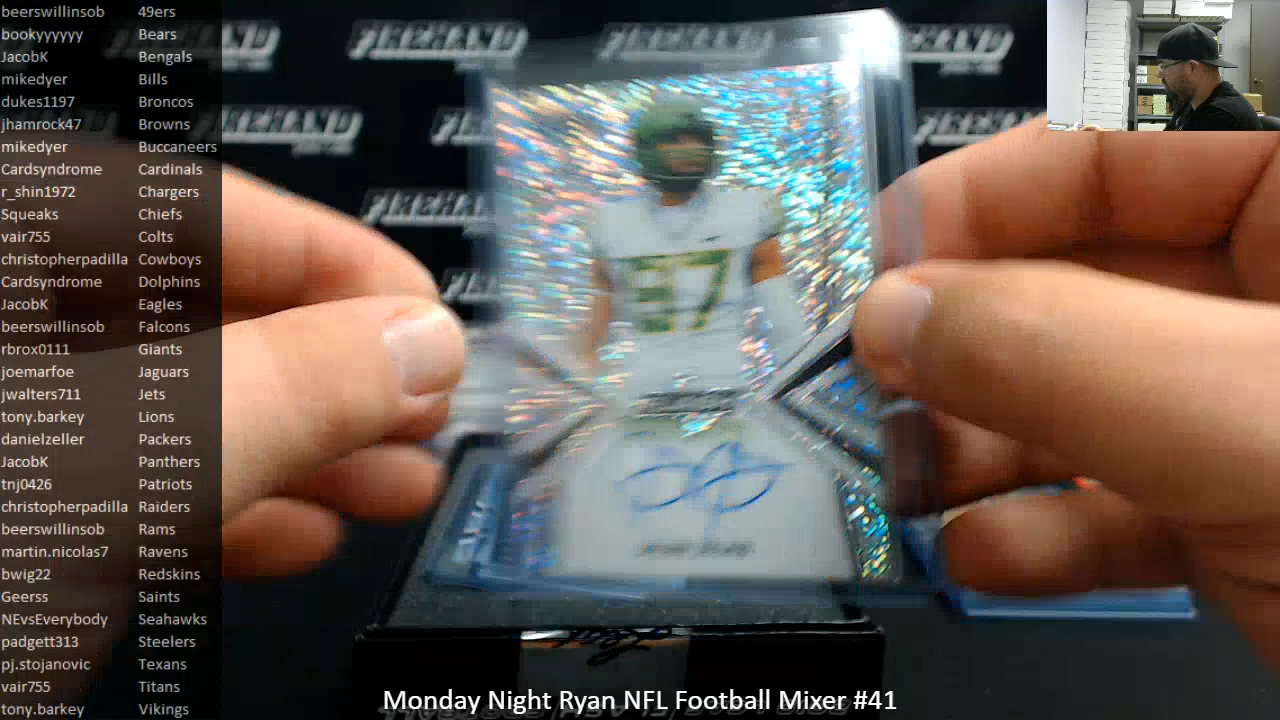 beerswillinsob 49ers
bookyyyyyy Bears
JacobK Bengals
mikedyer Bills
dukes1197 Broncos
jhamrock47 Browns
mikedyer Buccaneers
Cardsyndrome Cardinals
r_shin1972 Chargers
Squeaks Chiefs
vair755 Colts
christopherpadilla Cowboys
Cardsyndrome Dolphins
JacobK Eagles
beerswillinsob Falcons
rbrox0111 Giants
joemarfoe Jaguars
jwalters711 Jets
tony.barkey Lions
danielzeller Packers
JacobK Panthers
tnj0426 Patriots
christopherpadilla Raiders
beerswillinsob Rams
martin.nicolas7 Ravens
bwig22 Redskins
Geerss Saints
NEvsEverybody Seahawks
padgett313 Steelers
pj.stojanovic Texans
vair755 Titans
tony.barkey Vikings
97
Monday Night Ryan NFL Football Mixer #41